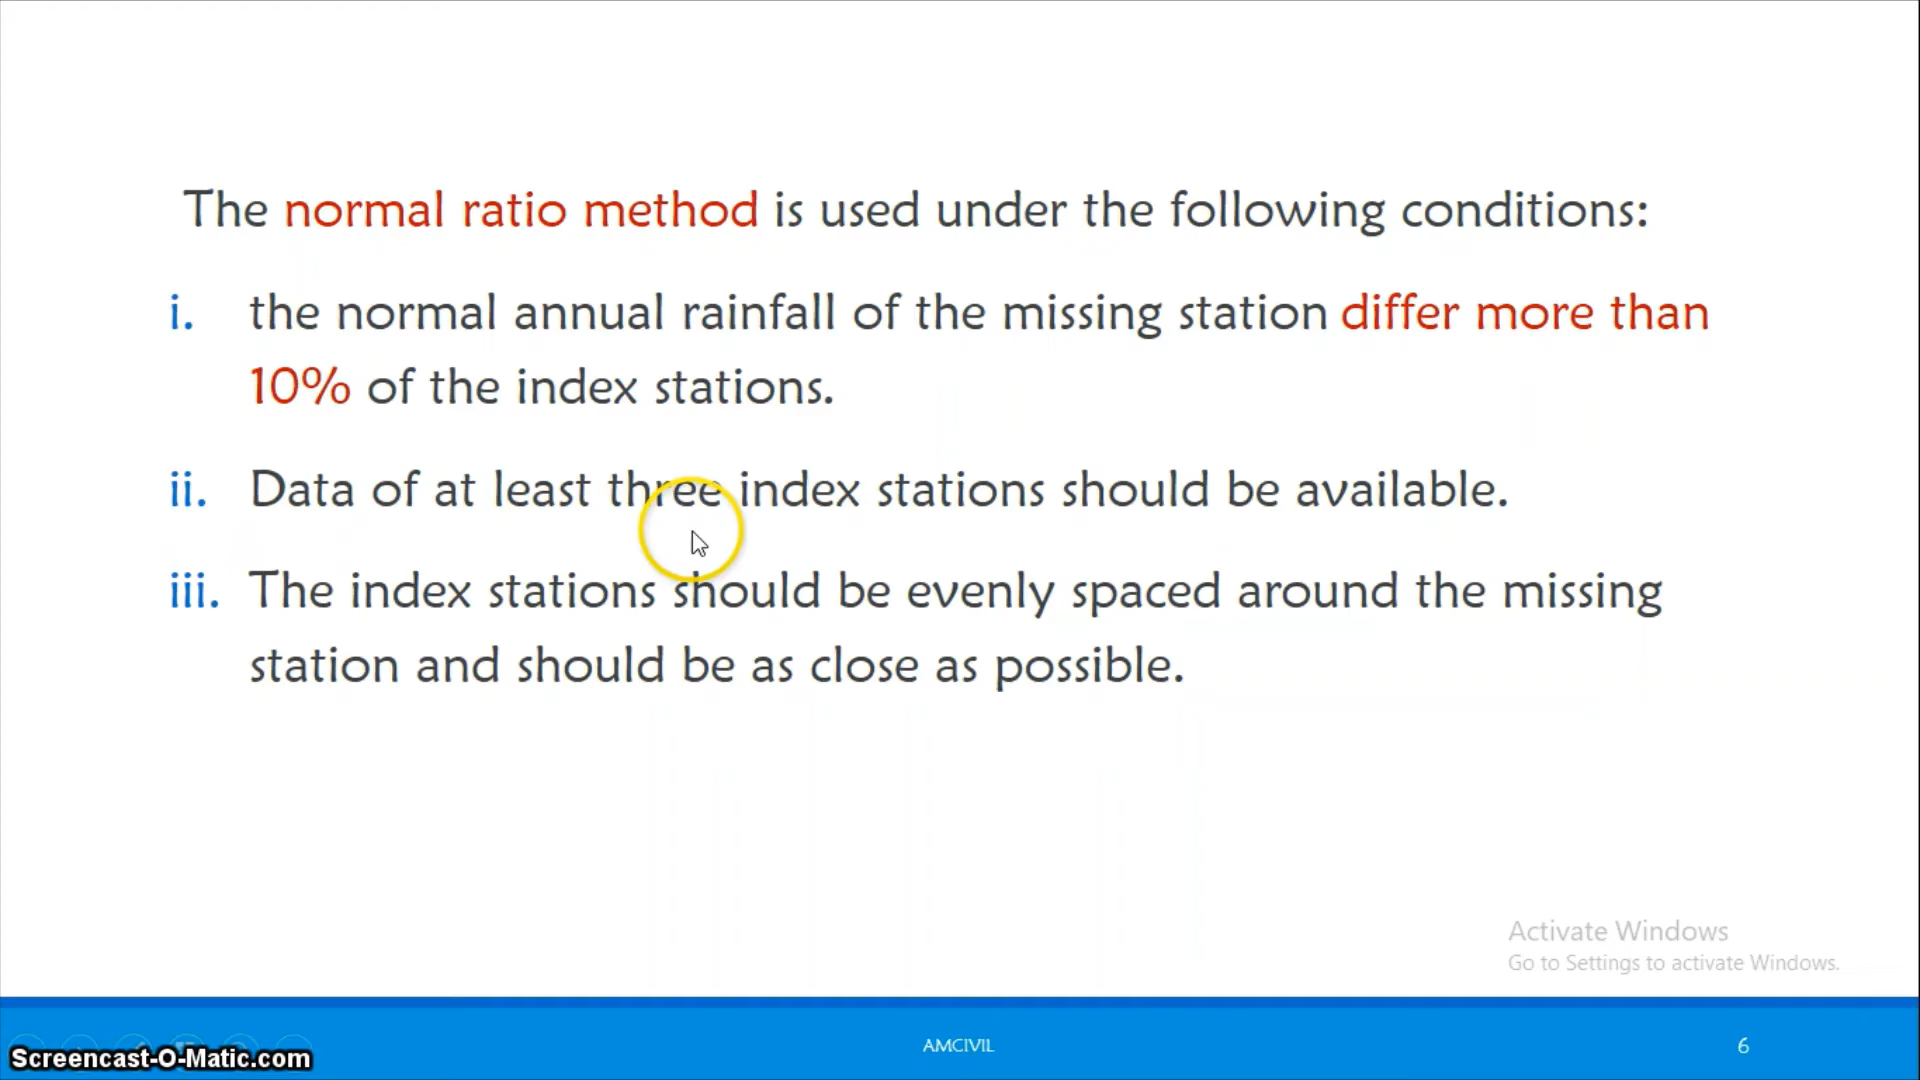 The normal ratio method is used under the following conditions:
i. the normal annual rainfall of the missing station differ more than
10% of the index stations.
ii. Data of at least three index stations should be available.
iii. The index stations should be evenly spaced around the missing
station and should be as close as possible.
Activate Windows
Go to Settings to activate Windows.
Screencast-O-Matic.com
AMCIVIL
6